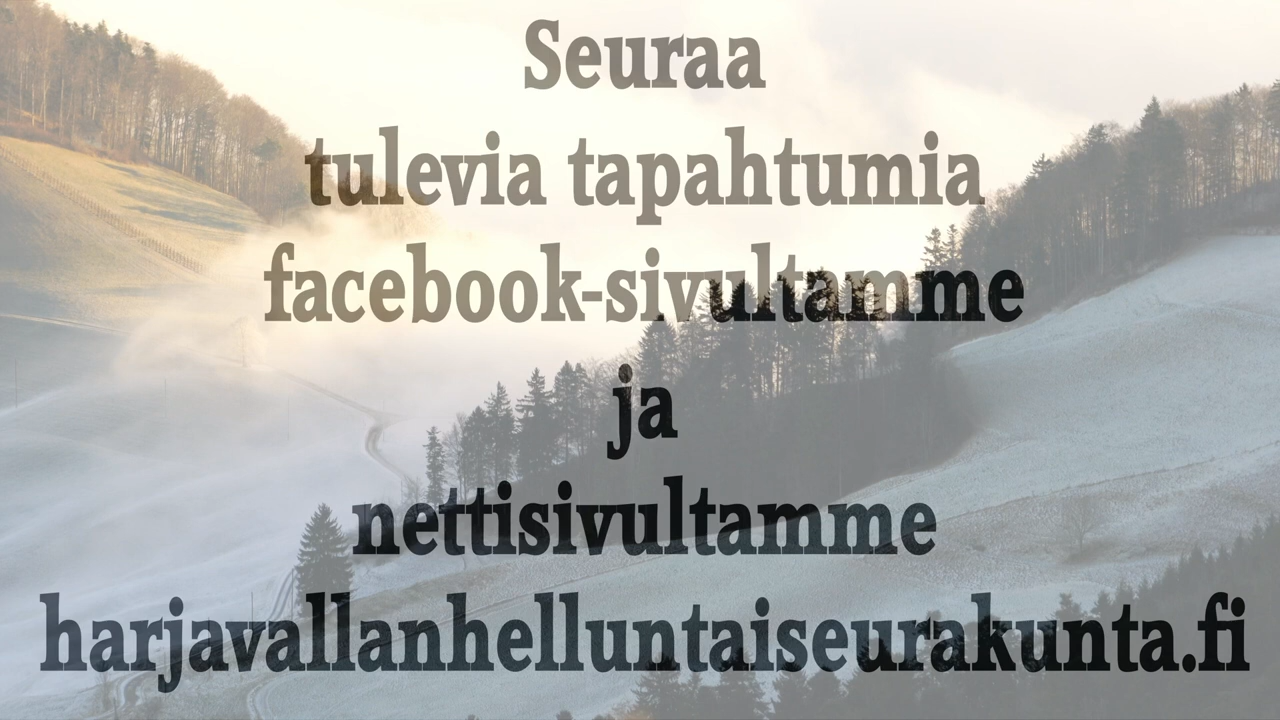 Seuraa
tulevia tapahtumia
facebook-sivultamme
ja
nettisivultamme
harjavallanhelluntaiseurakunta.fi